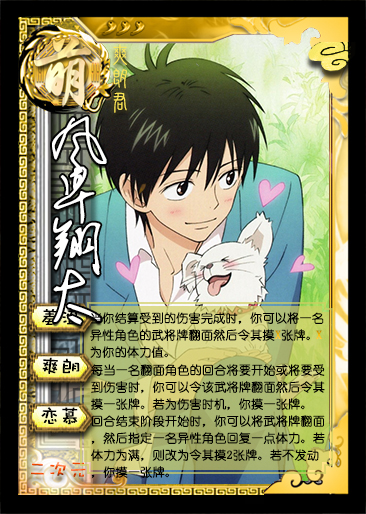 萌
爽朗君
风早翔太
羞
为你结算受到的伤害完成时，你可以将一名
异性角色的武将牌翻面然后令其摸 张牌。
为你的体力值。
爽朗
每当一名翻面角色的回合将要开始或将要受
到伤害时，你可以令该武将牌翻面然后令其
摸一张牌。若为伤害时机，你摸一张牌。
恋慕
回合结束阶段开始时，你可以将武将牌翻面
，然后指定一名异性角色回复一点体力。若
体力为满，则改为令其摸2张牌。若不发动
，你摸一张牌。
二次元